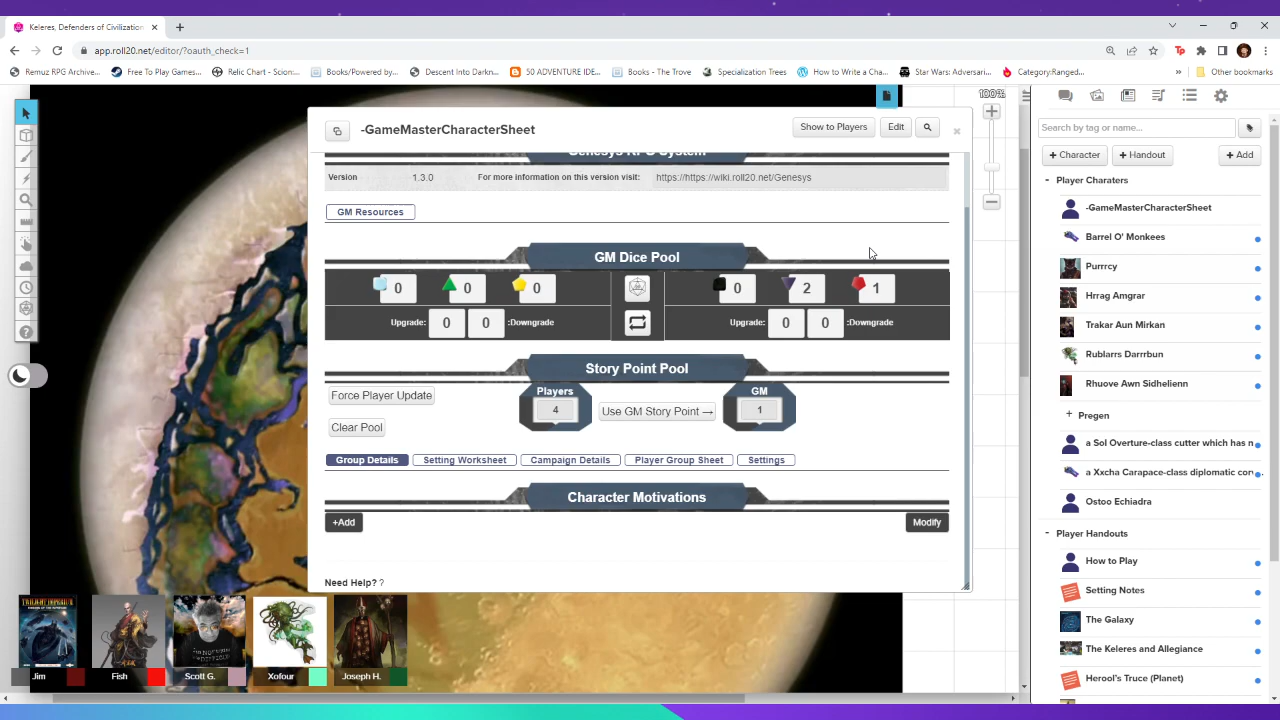 Keleres, Defenders of Civilization
app.roll20.net/editor/?oauth_check=1
Remuz RPG Archive...
Free To Play Games...
Relic Chart - Scion:...
Books/Powered by...
Descent Into Darkn...
50 ADVENTURE IDE...
Books - The Trove
Specialization Trees
How to Write a Cha...
Star Wars: Adversari...
Category:Ranged...
»
Other bookmarks
100%
-GameMasterCharacterSheet
Show to Players
Edit
Genesys RPG System
Version
1.3.0
For more information on this version visit:
https://https://wiki.roll20.net/Genesys
GM Resources
GM Dice Pool
0
0
0
0
2
1
Upgrade:
0
0
:Downgrade
Upgrade:
0
0
:Downgrade
Story Point Pool
Force Player Update
Clear Pool
Players
4
Use GM Story Point →
GM
1
Group Details
Setting Worksheet
Campaign Details
Player Group Sheet
Settings
Character Motivations
+Add
Modify
Need Help? ?
Jim
Fish
Scott G.
Xofour
Joseph H.
Search by tag or name...
+ Character
+ Handout
+ Add
- Player Charaters
-GameMasterCharacterSheet
Barrel O' Monkees
Purrrcy
Hrrag Amgrar
Trakar Aun Mirkan
Rublarrs Darrrbun
Rhuove Awn Sidhelienn
+ Pregen
a Sol Overture-class cutter which has n
a Xxcha Carapace-class diplomatic cor...
Ostoo Echiadra
- Player Handouts
How to Play
Setting Notes
The Galaxy
The Keleres and Allegiance
Herool's Truce (Planet)